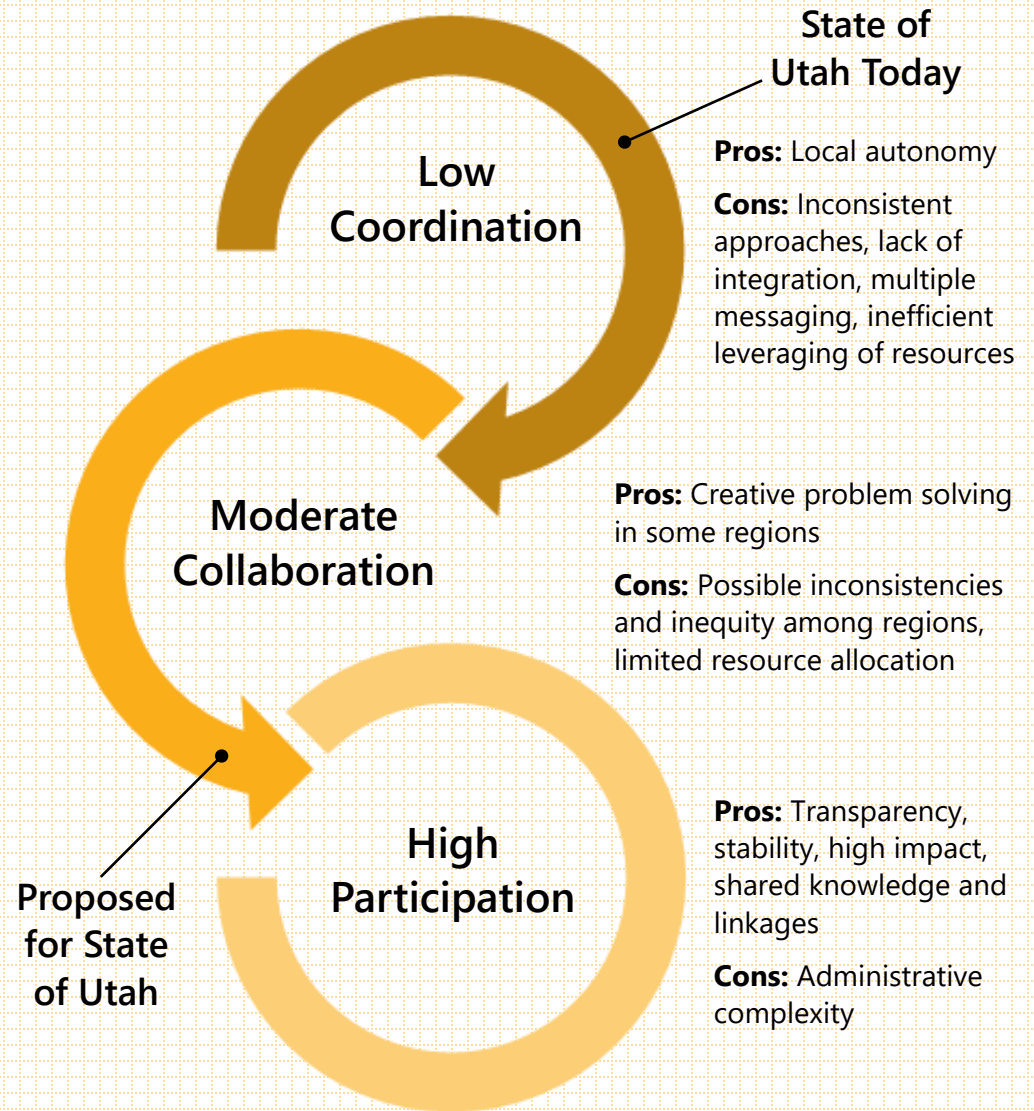 State of
Utah Today
Low
Coordination
Pros: Local autonomy
Cons: Inconsistent
approaches, lack of
integration, multiple
messaging, inefficient
leveraging of resources
Moderate
Collaboration
Pros: Creative problem solving
in some regions
Cons: Possible inconsistencies
and inequity among regions,
limited resource allocation
High
Participation
Pros: Transparency,
stability, high impact,
shared knowledge and
linkages
Cons: Administrative
complexity
Proposed
for State
of Utah